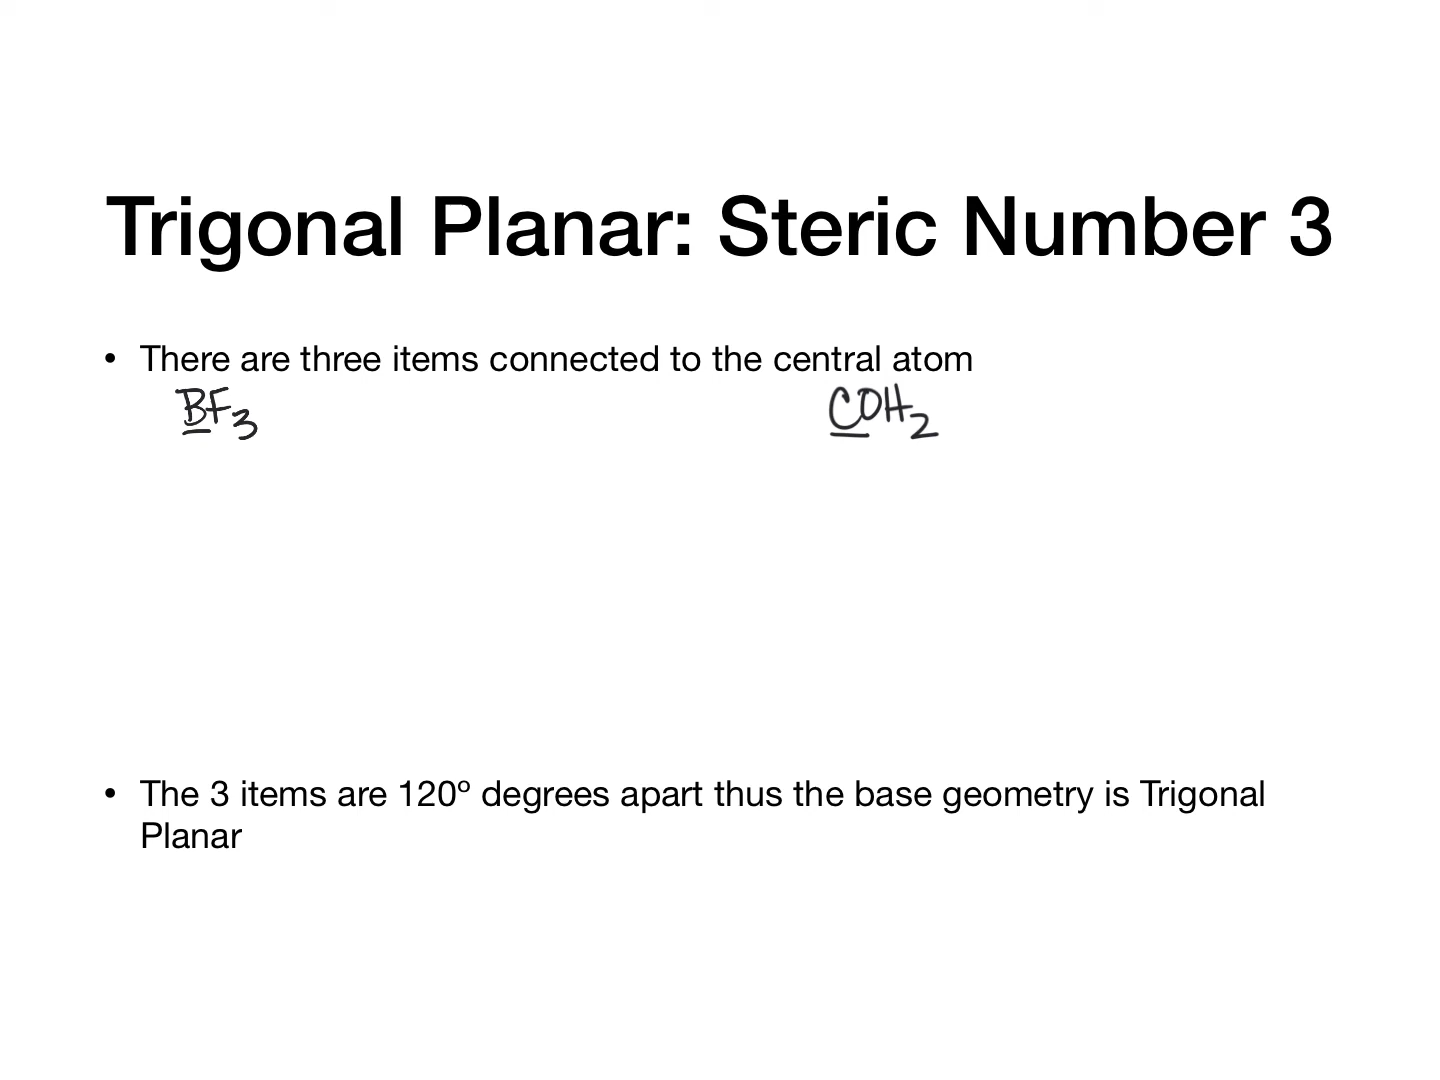 Trigonal Planar: Steric Number 3
• There are three items connected to the central atom
BF3 COH2
• The 3 items are 120º degrees apart thus the base geometry is Trigonal
Planar